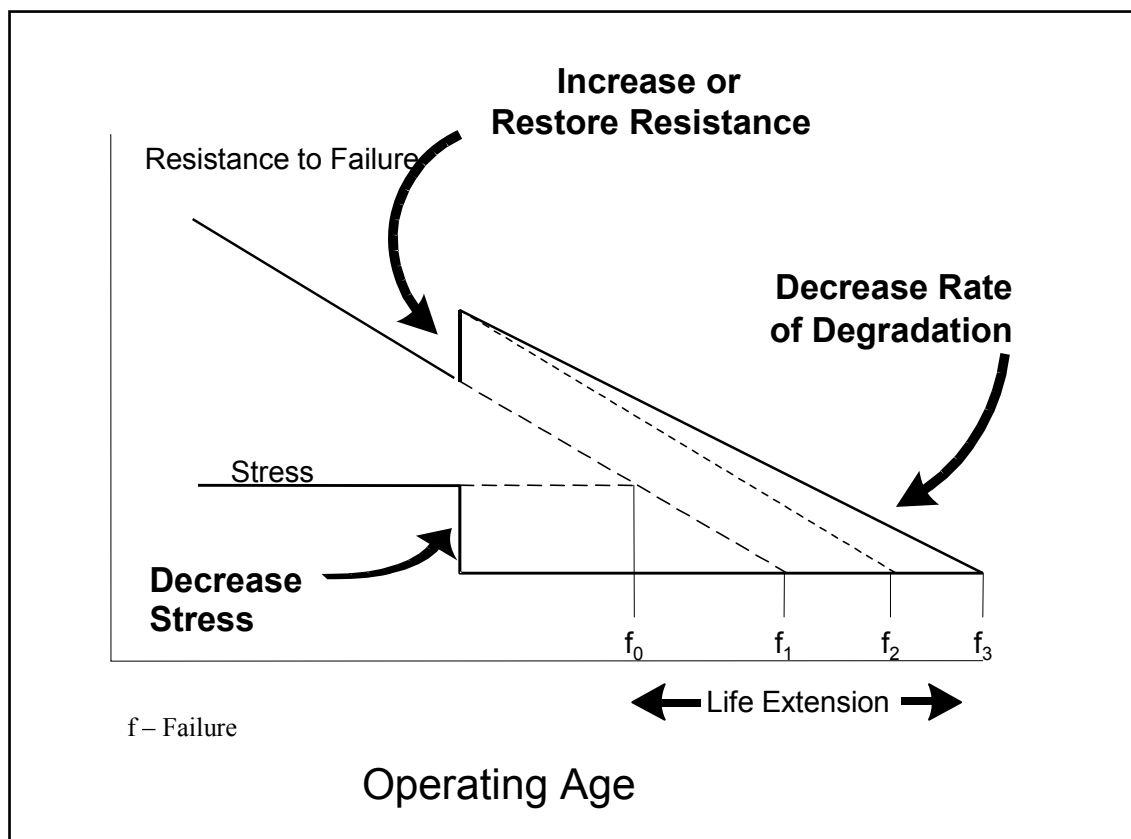 Increase or
Restore Resistance
Resistance to Failure
Decrease Rate
of Degradation
Stress
Decrease
Stress
f0
f1
f2
f3
Life Extension
f – Failure
Operating Age